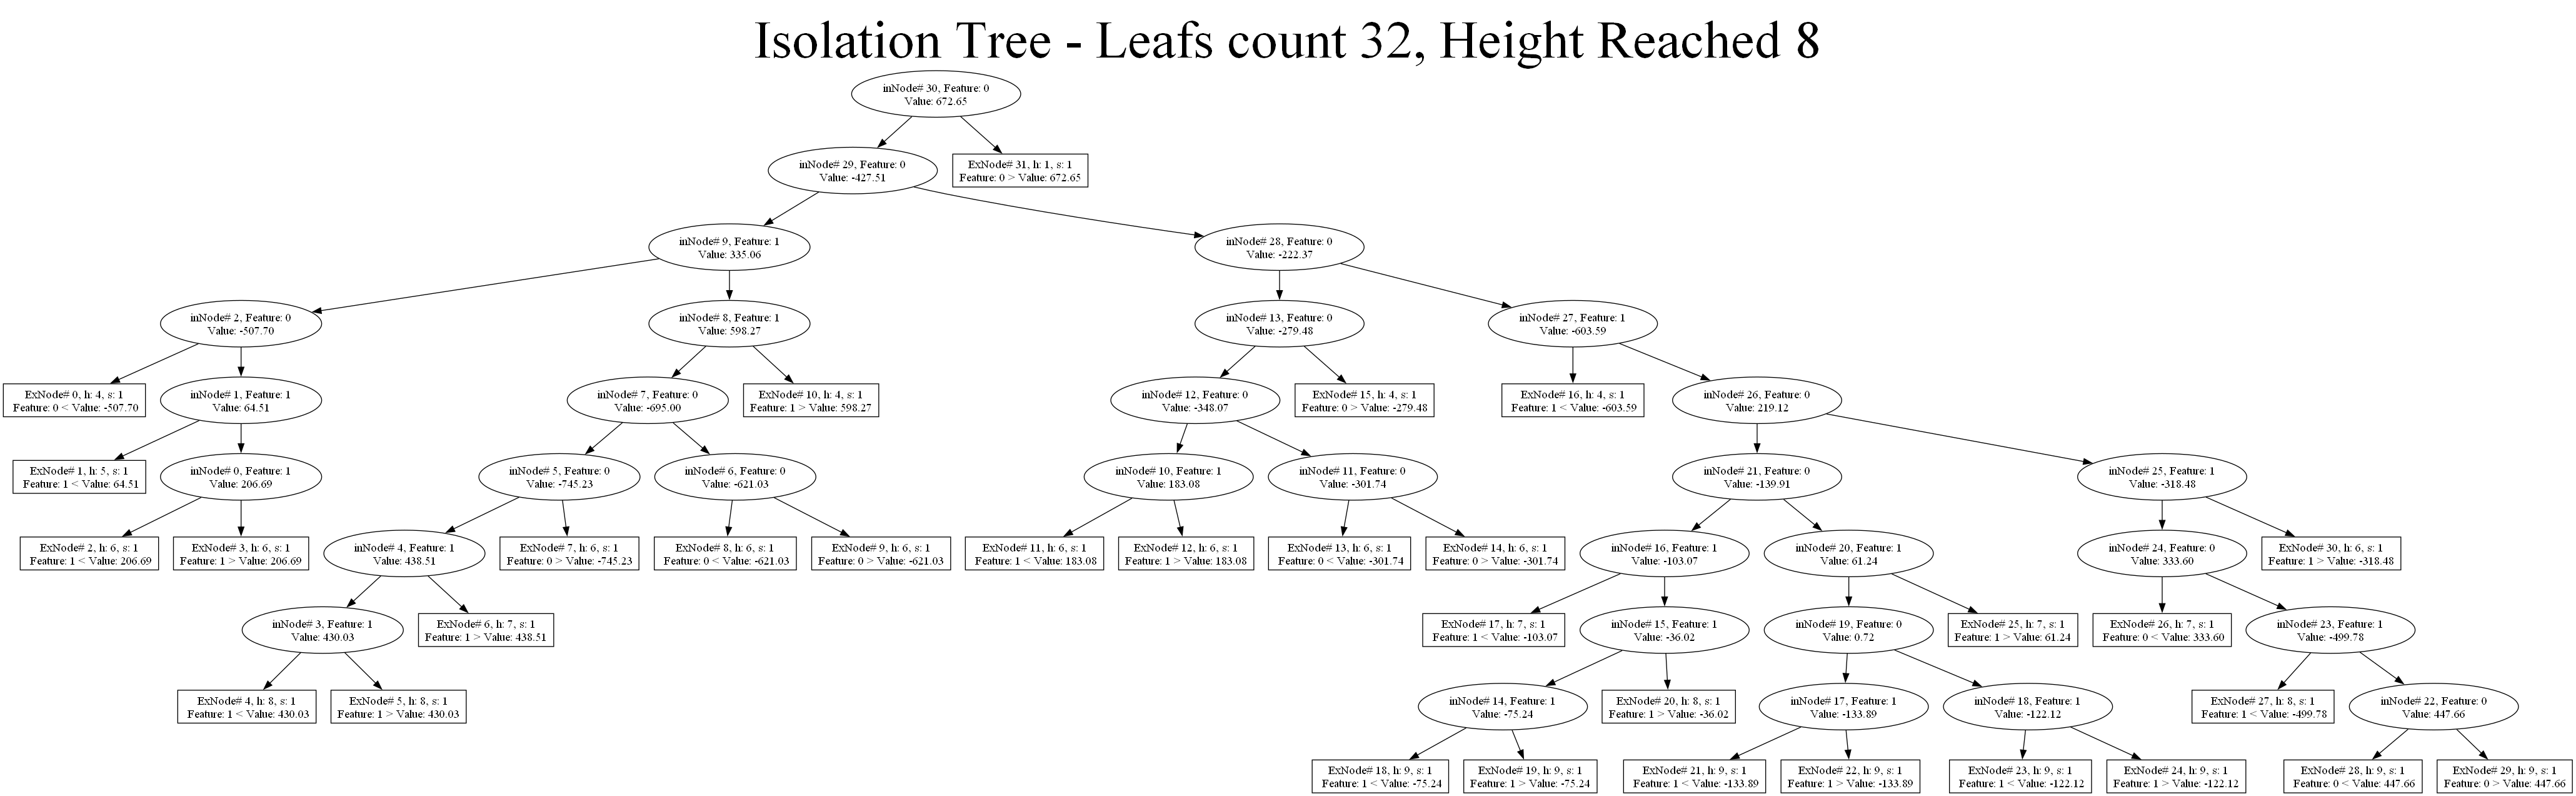 Isolation Tree - Leafs count 32, Height Reached 8
inNode# 30, Feature: 0
Value: 672.65
inNode# 29, Feature: 0
Value: -427.51
ExNode# 31, h: 1, s: 1
Feature: 0 > Value: 672.65
inNode# 9, Feature: 1
Value: 335.06
inNode# 28, Feature: 0
Value: -222.37
inNode# 2, Feature: 0
Value: -507.70
inNode# 8, Feature: 1
Value: 598.27
inNode# 13, Feature: 0
Value: -279.48
inNode# 27, Feature: 1
Value: -603.59
ExNode# 0, h: 4, s: 1
Feature: 0 < Value: -507.70
inNode# 1, Feature: 1
Value: 64.51
inNode# 7, Feature: 0
Value: -695.00
ExNode# 10, h: 4, s: 1
Feature: 1 > Value: 598.27
inNode# 12, Feature: 0
Value: -348.07
ExNode# 15, h: 4, s: 1
Feature: 0 > Value: -279.48
ExNode# 16, h: 4, s: 1
Feature: 1 < Value: -603.59
inNode# 26, Feature: 0
Value: 219.12
ExNode# 1, h: 5, s: 1
Feature: 1 < Value: 64.51
inNode# 0, Feature: 1
Value: 206.69
inNode# 5, Feature: 0
Value: -745.23
inNode# 6, Feature: 0
Value: -621.03
inNode# 10, Feature: 1
Value: 183.08
inNode# 11, Feature: 0
Value: -301.74
inNode# 21, Feature: 0
Value: -139.91
inNode# 25, Feature: 1
Value: -318.48
ExNode# 2, h: 6, s: 1
Feature: 1 < Value: 206.69
ExNode# 3, h: 6, s: 1
Feature: 1 > Value: 206.69
inNode# 4, Feature: 1
Value: 438.51
ExNode# 7, h: 6, s: 1
Feature: 0 > Value: -745.23
ExNode# 8, h: 6, s: 1
Feature: 0 < Value: -621.03
ExNode# 9, h: 6, s: 1
Feature: 0 > Value: -621.03
ExNode# 11, h: 6, s: 1
Feature: 1 < Value: 183.08
ExNode# 12, h: 6, s: 1
Feature: 1 > Value: 183.08
ExNode# 13, h: 6, s: 1
Feature: 0 < Value: -301.74
ExNode# 14, h: 6, s: 1
Feature: 0 > Value: -301.74
inNode# 16, Feature: 1
Value: -103.07
inNode# 20, Feature: 1
Value: 61.24
inNode# 24, Feature: 0
Value: 333.60
ExNode# 30, h: 6, s: 1
Feature: 1 > Value: -318.48
inNode# 3, Feature: 1
Value: 430.03
ExNode# 6, h: 7, s: 1
Feature: 1 > Value: 438.51
ExNode# 17, h: 7, s: 1
Feature: 1 < Value: -103.07
inNode# 15, Feature: 1
Value: -36.02
inNode# 19, Feature: 0
Value: 0.72
ExNode# 25, h: 7, s: 1
Feature: 1 > Value: 61.24
ExNode# 26, h: 7, s: 1
Feature: 0 < Value: 333.60
inNode# 23, Feature: 1
Value: -499.78
ExNode# 4, h: 8, s: 1
Feature: 1 < Value: 430.03
ExNode# 5, h: 8, s: 1
Feature: 1 > Value: 430.03
inNode# 14, Feature: 1
Value: -75.24
ExNode# 20, h: 8, s: 1
Feature: 1 > Value: -36.02
inNode# 17, Feature: 1
Value: -133.89
inNode# 18, Feature: 1
Value: -122.12
ExNode# 27, h: 8, s: 1
Feature: 1 < Value: -499.78
inNode# 22, Feature: 0
Value: 447.66
ExNode# 18, h: 9, s: 1
Feature: 1 < Value: -75.24
ExNode# 19, h: 9, s: 1
Feature: 1 > Value: -75.24
ExNode# 21, h: 9, s: 1
Feature: 1 < Value: -133.89
ExNode# 22, h: 9, s: 1
Feature: 1 > Value: -133.89
ExNode# 23, h: 9, s: 1
Feature: 1 < Value: -122.12
ExNode# 24, h: 9, s: 1
Feature: 1 > Value: -122.12
ExNode# 28, h: 9, s: 1
Feature: 0 < Value: 447.66
ExNode# 29, h: 9, s: 1
Feature: 0 > Value: 447.66